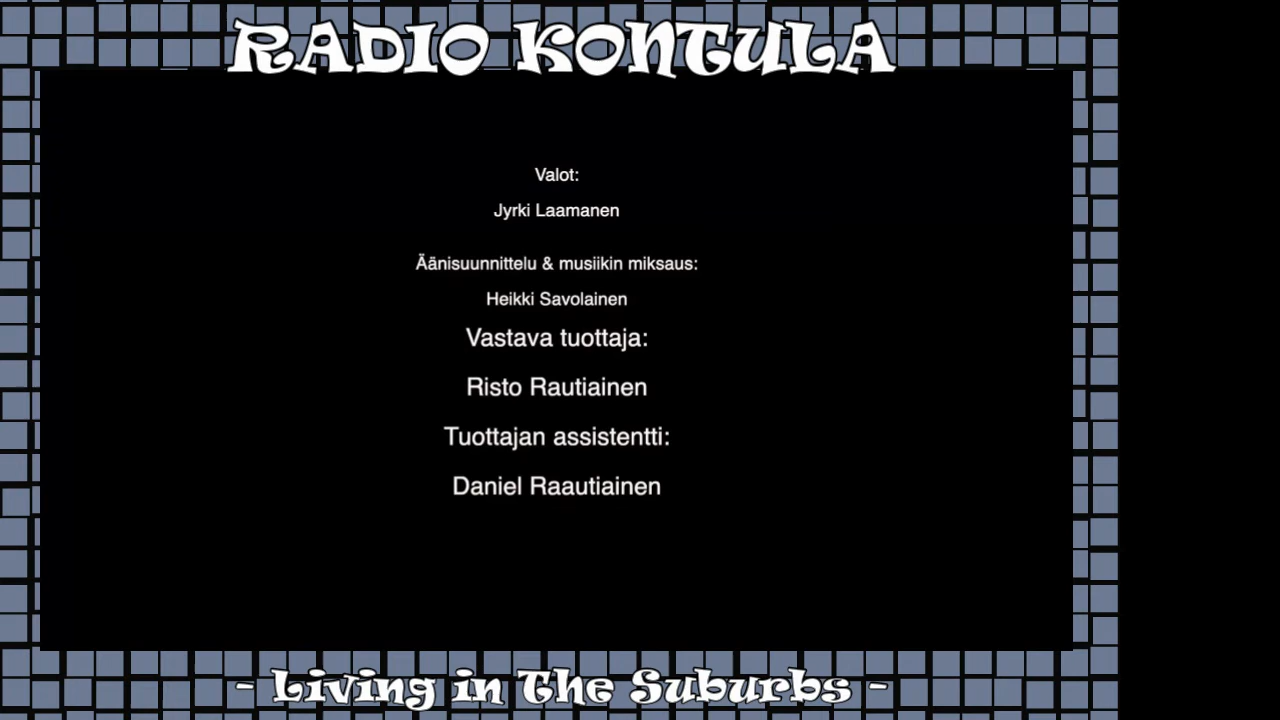 RADIO KONTULA
Valot:
Jyrki Laamanen
Äänisuunnittelu & musiikin miksaus:
Heikki Savolainen
Vastava tuottaja:
Risto Rautiainen
Tuottajan assistentti:
Daniel Raautiainen
- Living in The Suburbs -